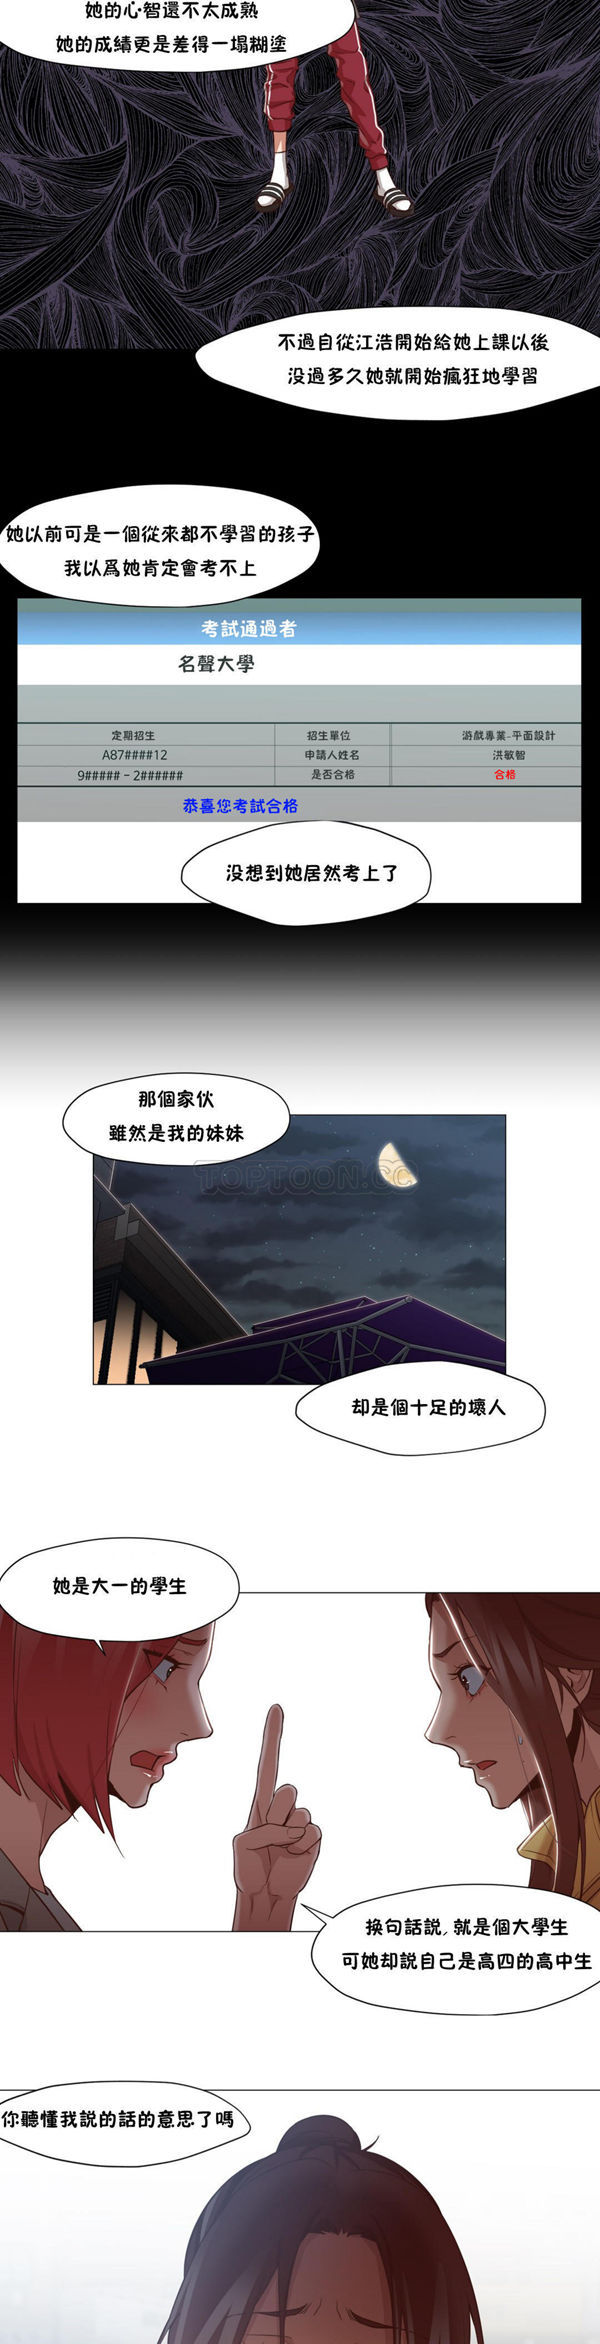 她的心智還不太成熟
她的成績更是差得一塌糊塗
不過自從江浩開始給她上課以後
没過多久她就開始瘋狂地學習
她以前可是一個從來都不學習的孩子
我以爲她肯定會考不上
考試通過者
名聲大學
定期招生 招生單位 游戲專業-平面設計
A87####12 申請人姓名 洪敏智
9##### - 2###### 是否合格 合格
恭喜您考試合格
没想到她居然考上了
那個家伙
雖然是我的妹妹
TOPTOON.CC
却是個十足的壞人
她是大一的學生
换句話説, 就是個大學生
可她却説自己是高四的高中生
你聽懂我説的話的意思了嗎